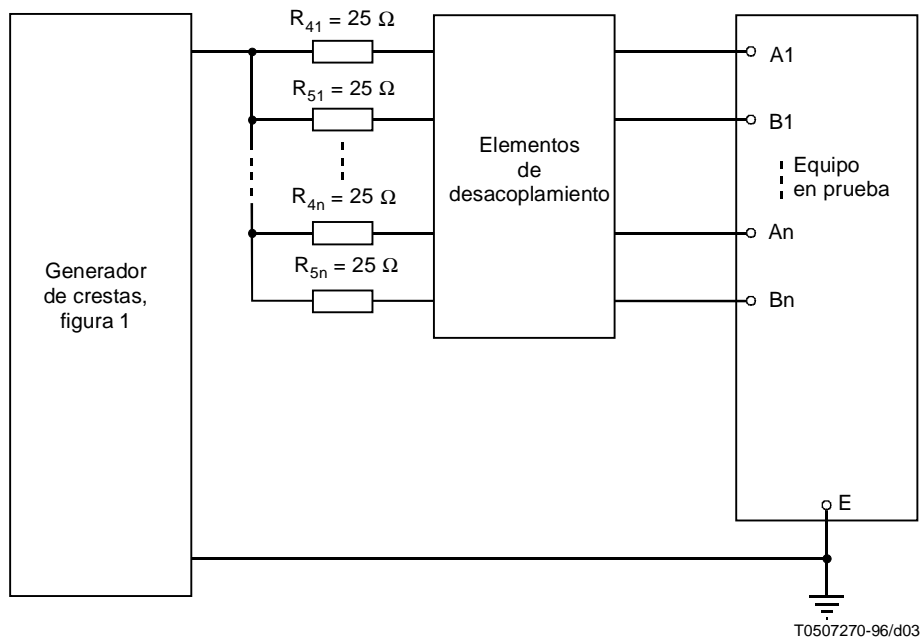 R41 = 25 Ω
A1
R51 = 25 Ω
B1
Elementos
de
desacoplamiento
Equipo
en prueba
R4n = 25 Ω
An
R5n = 25 Ω
Bn
Generador
de crestas,
figura 1
E
T0507270-96/d03